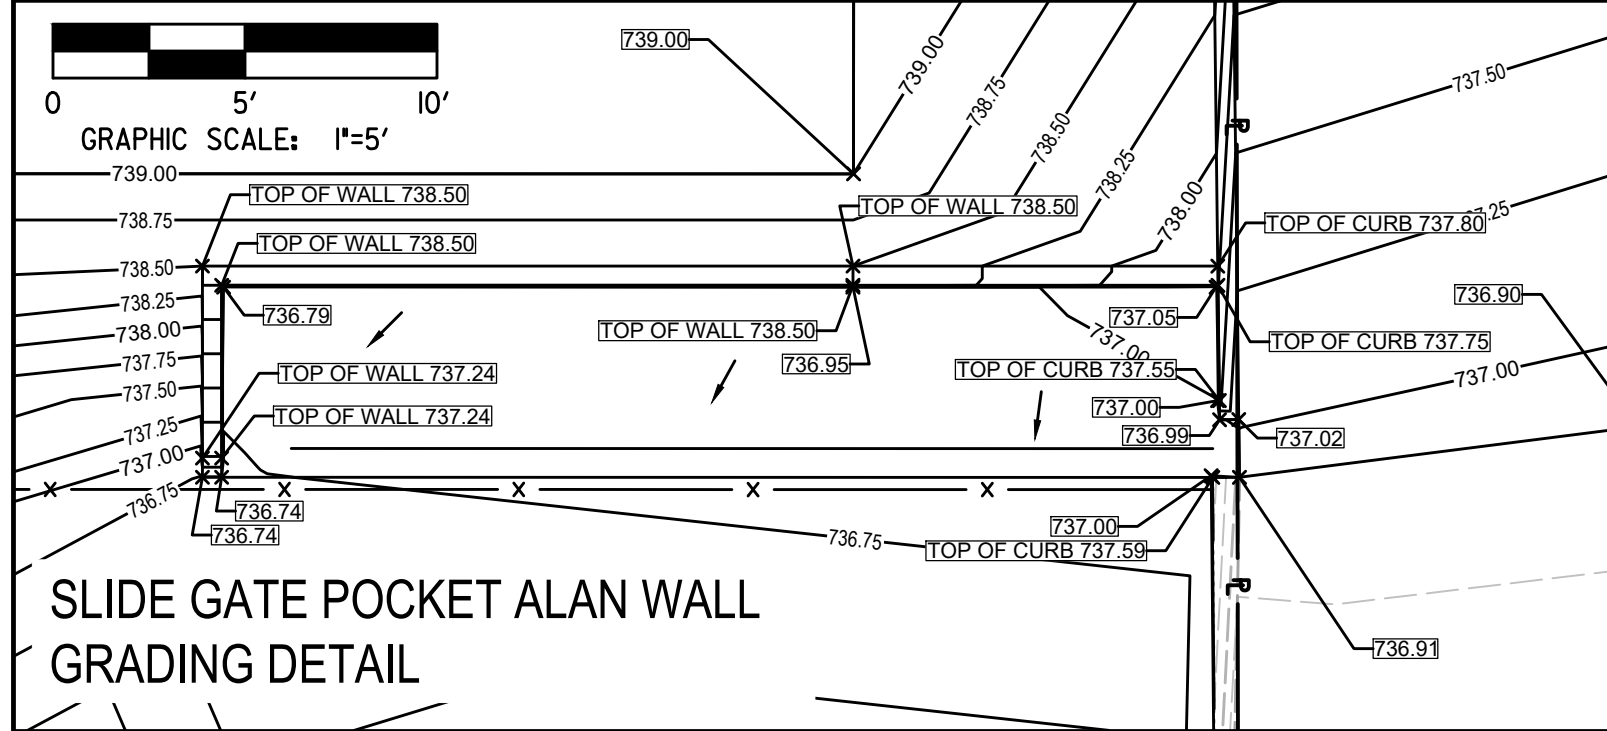 0 5' 10'
GRAPHIC SCALE: 1"=5'
739.00
739.00
738.75
738.50
738.25
738.00
737.50
739.00
738.75
738.50
738.25
738.00
737.75
737.50
737.25
737.00
736.75
TOP OF WALL 738.50
TOP OF WALL 738.50
TOP OF WALL 738.50
TOP OF WALL 738.50
TOP OF CURB 737.80
736.79
736.95
737.05
737.00
TOP OF CURB 737.75
736.90
TOP OF WALL 737.24
TOP OF WALL 737.24
TOP OF CURB 737.55
737.00
736.99
737.02
737.00
736.74
736.74
736.75
737.00
TOP OF CURB 737.59
736.91
SLIDE GATE POCKET ALAN WALL
GRADING DETAIL